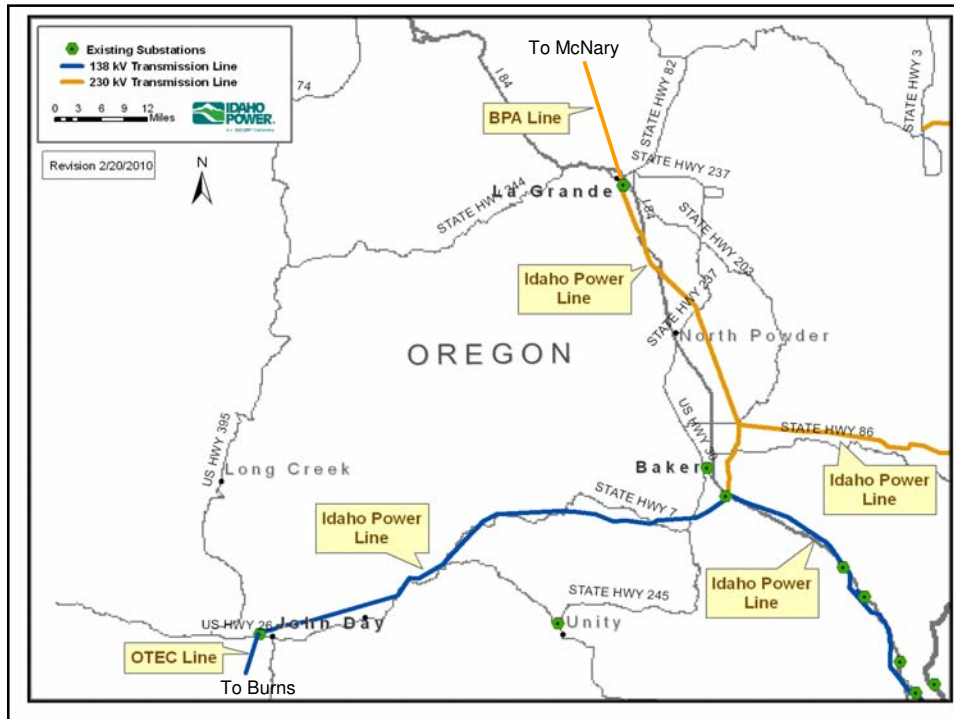 Existing Substations
138 kV Transmission Line
230 kV Transmission Line
0 3 6 9 12
Miles
IDAHO
POWER.
Revision 2/20/2010
N
74
I 84
To McNary
STATE HWY 82
STATE HWY 3
BPA Line
STATE HWY 237
La Grande
STATE HWY 244
I 84
STATE HWY 203
Idaho Power
Line
STATE HWY 237
North Powder
OREGON
US HWY 30
STATE HWY 86
US HWY 395
Long Creek
Baker
Idaho Power
Line
STATE HWY 7
Idaho Power
Line
Idaho Power
Line
STATE HWY 245
US HWY 26
John Day
Unity
OTEC Line
To Burns